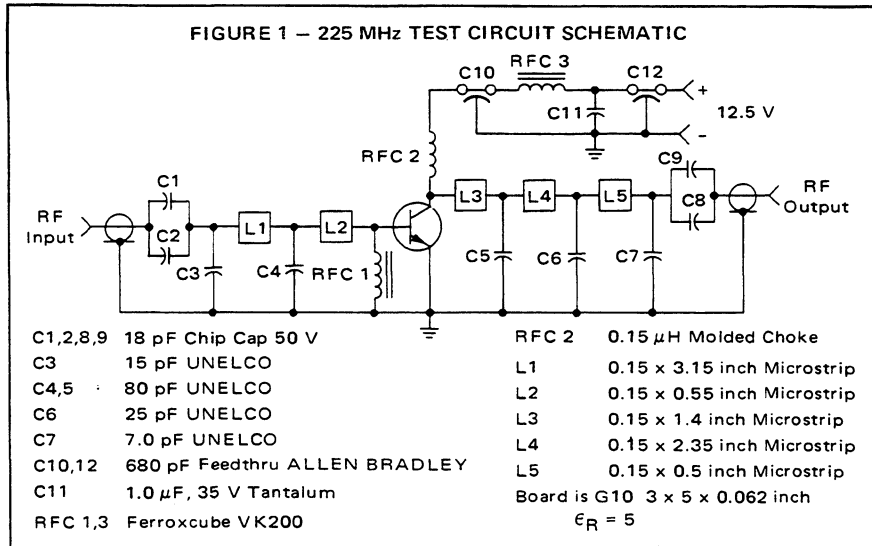 FIGURE 1 – 225 MHz TEST CIRCUIT SCHEMATIC
RFC 3
C10
C12
+
C11
12.5 V
-
RFC 2
C9
C1
L3
L4
L5
C8
RF
Input
RF
Output
C2
L1
L2
C3
C4
RFC 1
C5
C6
C7
C1,2,8,9 18 pF Chip Cap 50 V
C3 15 pF UNELCO
C4,5 80 pF UNELCO
C6 25 pF UNELCO
C7 7.0 pF UNELCO
C10,12 680 pF Feedthru ALLEN BRADLEY
C11 1.0 μF, 35 V Tantalum
RFC 1,3 Ferroxcube VK200
RFC 2 0.15 μH Molded Choke
L1 0.15 x 3.15 inch Microstrip
L2 0.15 x 0.55 inch Microstrip
L3 0.15 x 1.4 inch Microstrip
L4 0.15 x 2.35 inch Microstrip
L5 0.15 x 0.5 inch Microstrip
Board is G10 3 x 5 x 0.062 inch
ϵR = 5